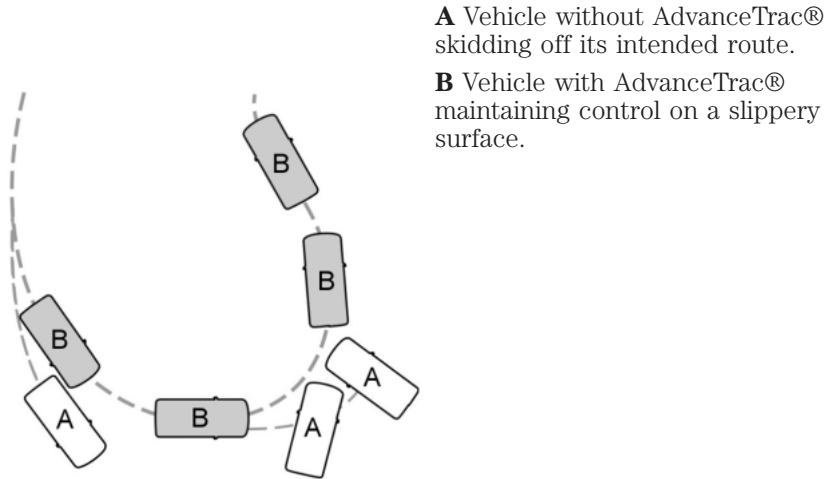 A Vehicle without AdvanceTrac®
skidding off its intended route.
B Vehicle with AdvanceTrac®
maintaining control on a slippery
surface.
B
B
B
A
B
A
A